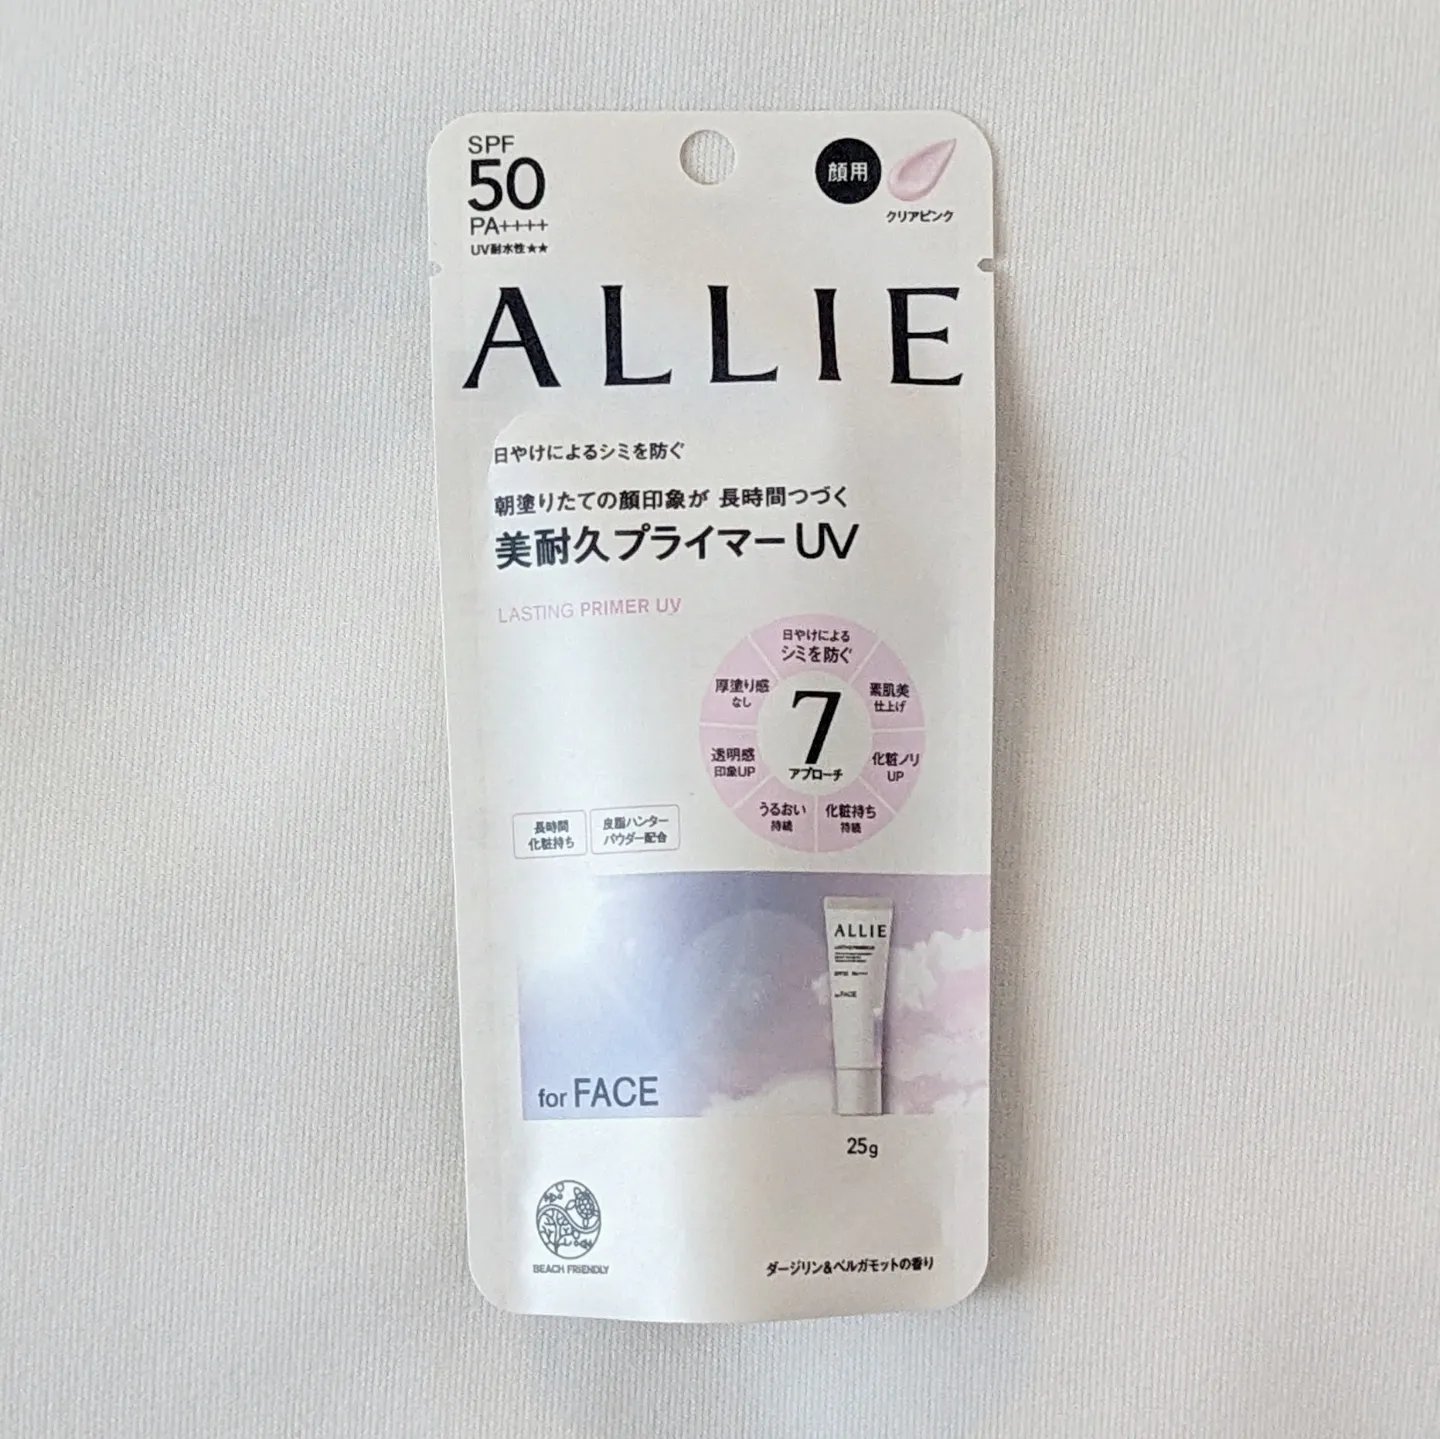 SPF
50
PA++++
UV耐水性★★
顔用
クリアピンク
ALLIE
日やけによるシミを防ぐ
朝塗りたての顔印象が 長時間つづく
美耐久プライマーUV
LASTING PRIMER UV
日やけによる
シミを防ぐ
素肌美
仕上げ
化粧ノリ
UP
化粧持ち
持続
うるおい
持続
透明感
印象UP
厚塗り感
なし
7
アプローチ
長時間
化粧持ち
皮脂ハンター
パウダー配合
ALLIE
LASTING PRIMER UV
SPF50 PA++++
for FACE
for FACE
25g
BEACH FRIENDLY
ダージリン&ベルガモットの香り